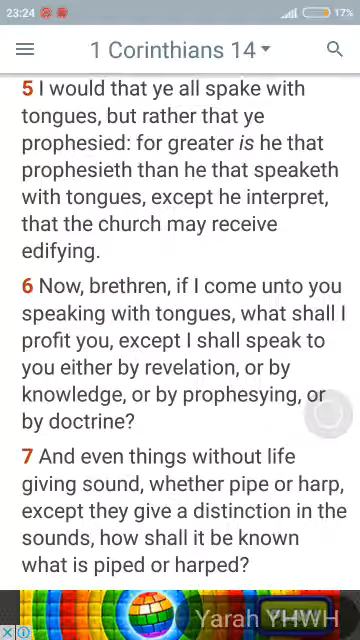 23:24 17%
1 Corinthians 14
5 I would that ye all spake with
tongues, but rather that ye
prophesied: for greater is he that
prophesieth than he that speaketh
with tongues, except he interpret,
that the church may receive
edifying.
6 Now, brethren, if I come unto you
speaking with tongues, what shall I
profit you, except I shall speak to
you either by revelation, or by
knowledge, or by prophesying, or
by doctrine?
7 And even things without life
giving sound, whether pipe or harp,
except they give a distinction in the
sounds, how shall it be known
what is piped or harped?
Yarah YHWH